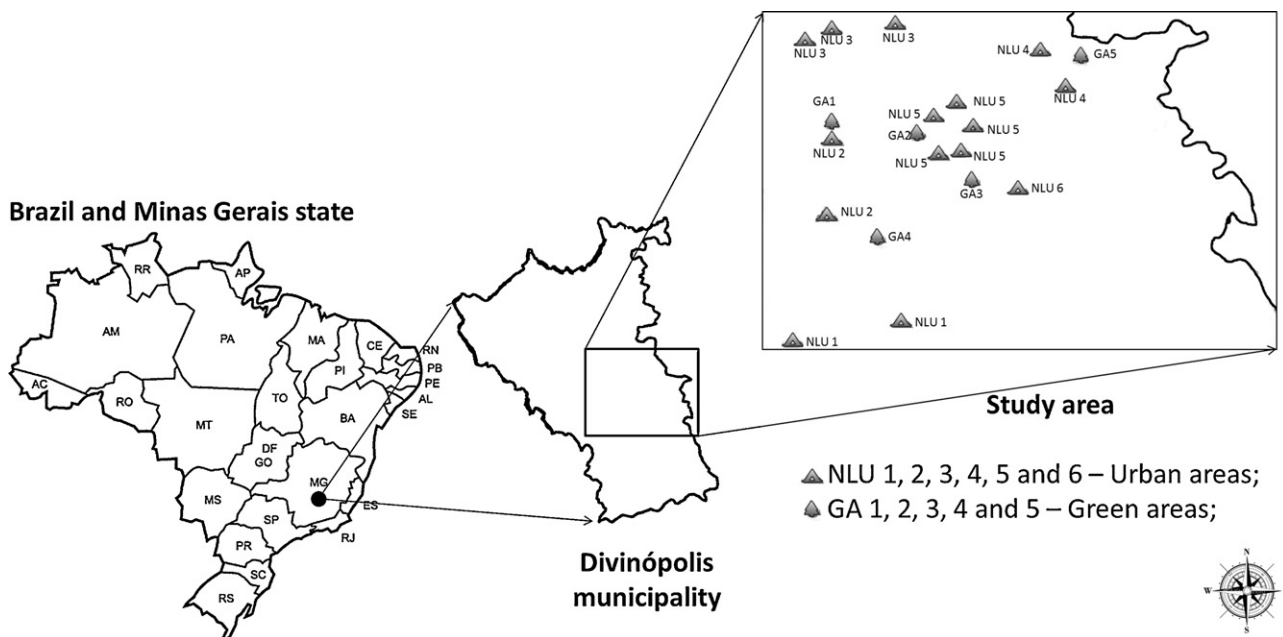 Brazil and Minas Gerais state
RR
AP
AM
PA
MA
CE
RN
PB
PE
AL
SE
PI
AC
RO
TO
BA
MT
DF
GO
MG
ES
MS
SP
RJ
PR
SC
RS
Divinópolis
municipality
NLU 3
NLU 3
NLU 3
NLU 4
GA5
NLU 4
GA1
NLU 2
NLU 5
NLU 5
GA2
NLU 5
NLU 5
NLU 5
GA3
NLU 6
NLU 2
GA4
NLU 1
NLU 1
Study area
NLU 1, 2, 3, 4, 5 and 6 – Urban areas;
GA 1, 2, 3, 4 and 5 – Green areas;
N
W
E
S